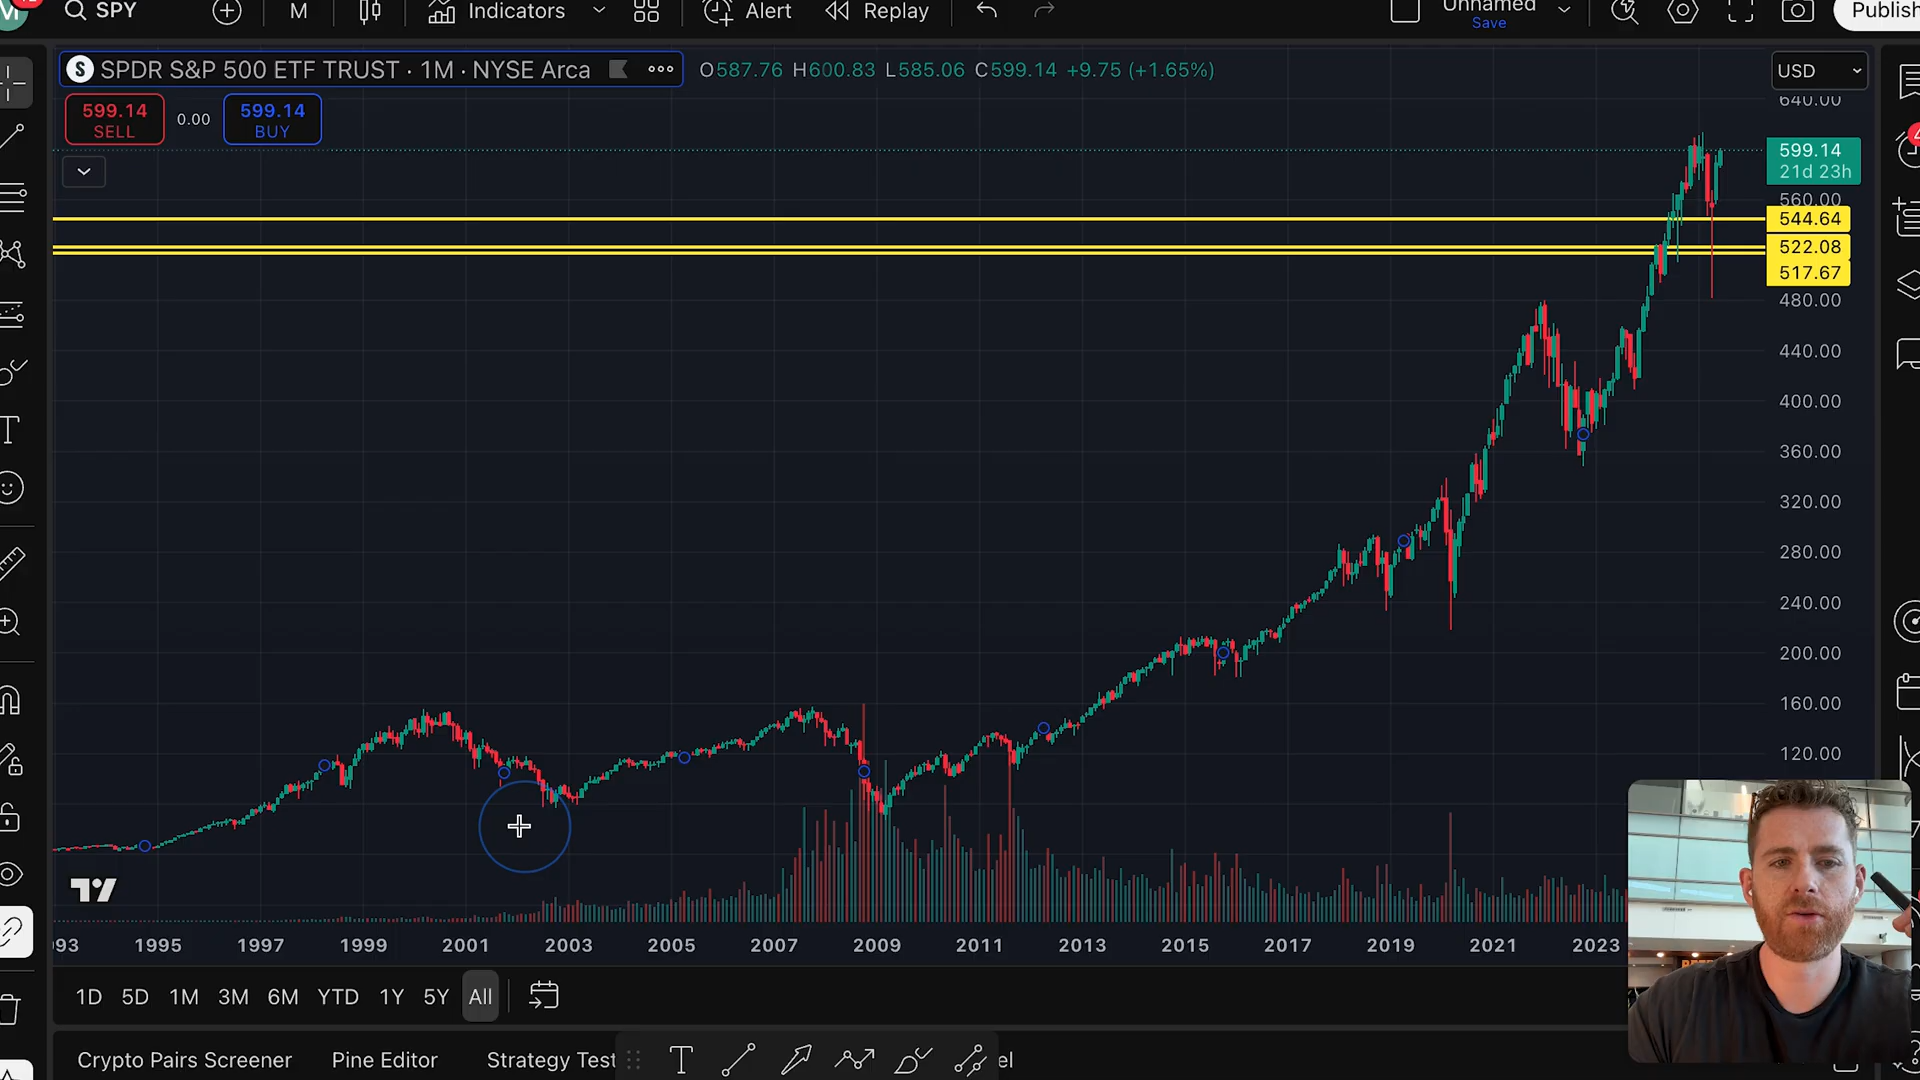 SPY
M
Indicators
Alert
Replay
Unnamed
Save
Publish
SPDR S&P 500 ETF TRUST · 1M · NYSE Arca
O587.76 H600.83 L585.06 C599.14 +9.75 (+1.65%)
USD
599.14
SELL
0.00
599.14
BUY
640.00
599.14
21d 23h
560.00
544.64
522.08
517.67
480.00
440.00
400.00
360.00
320.00
280.00
240.00
200.00
160.00
120.00
93 1995 1997 1999 2001 2003 2005 2007 2009 2011 2013 2015 2017 2019 2021 2023
1D 5D 1M 3M 6M YTD 1Y 5Y All
Crypto Pairs Screener Pine Editor Strategy Test el